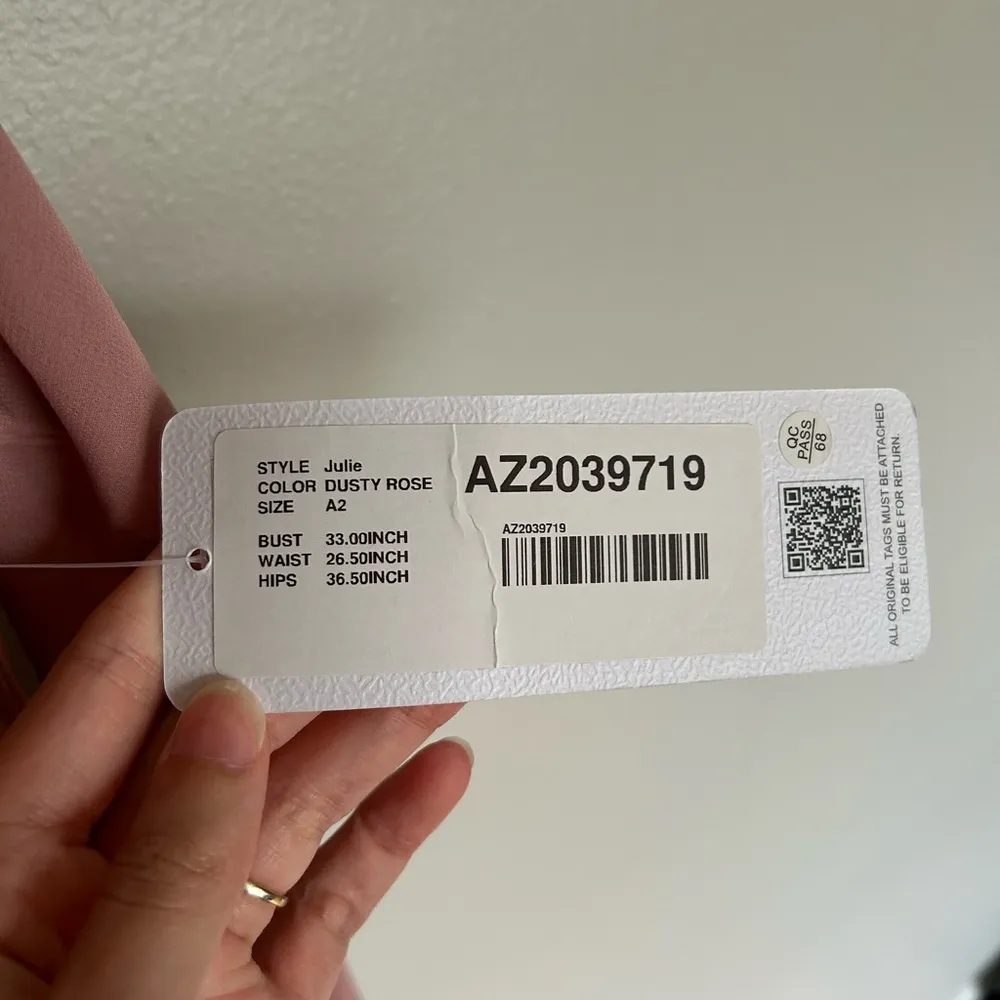 STYLE Julie
COLOR DUSTY ROSE
SIZE A2
BUST 33.00INCH
WAIST 26.50INCH
HIPS 36.50INCH
AZ2039719
AZ2039719
QC
PASS
68
ALL ORIGINAL TAGS MUST BE ATTACHED
TO BE ELIGIBLE FOR RETURN.